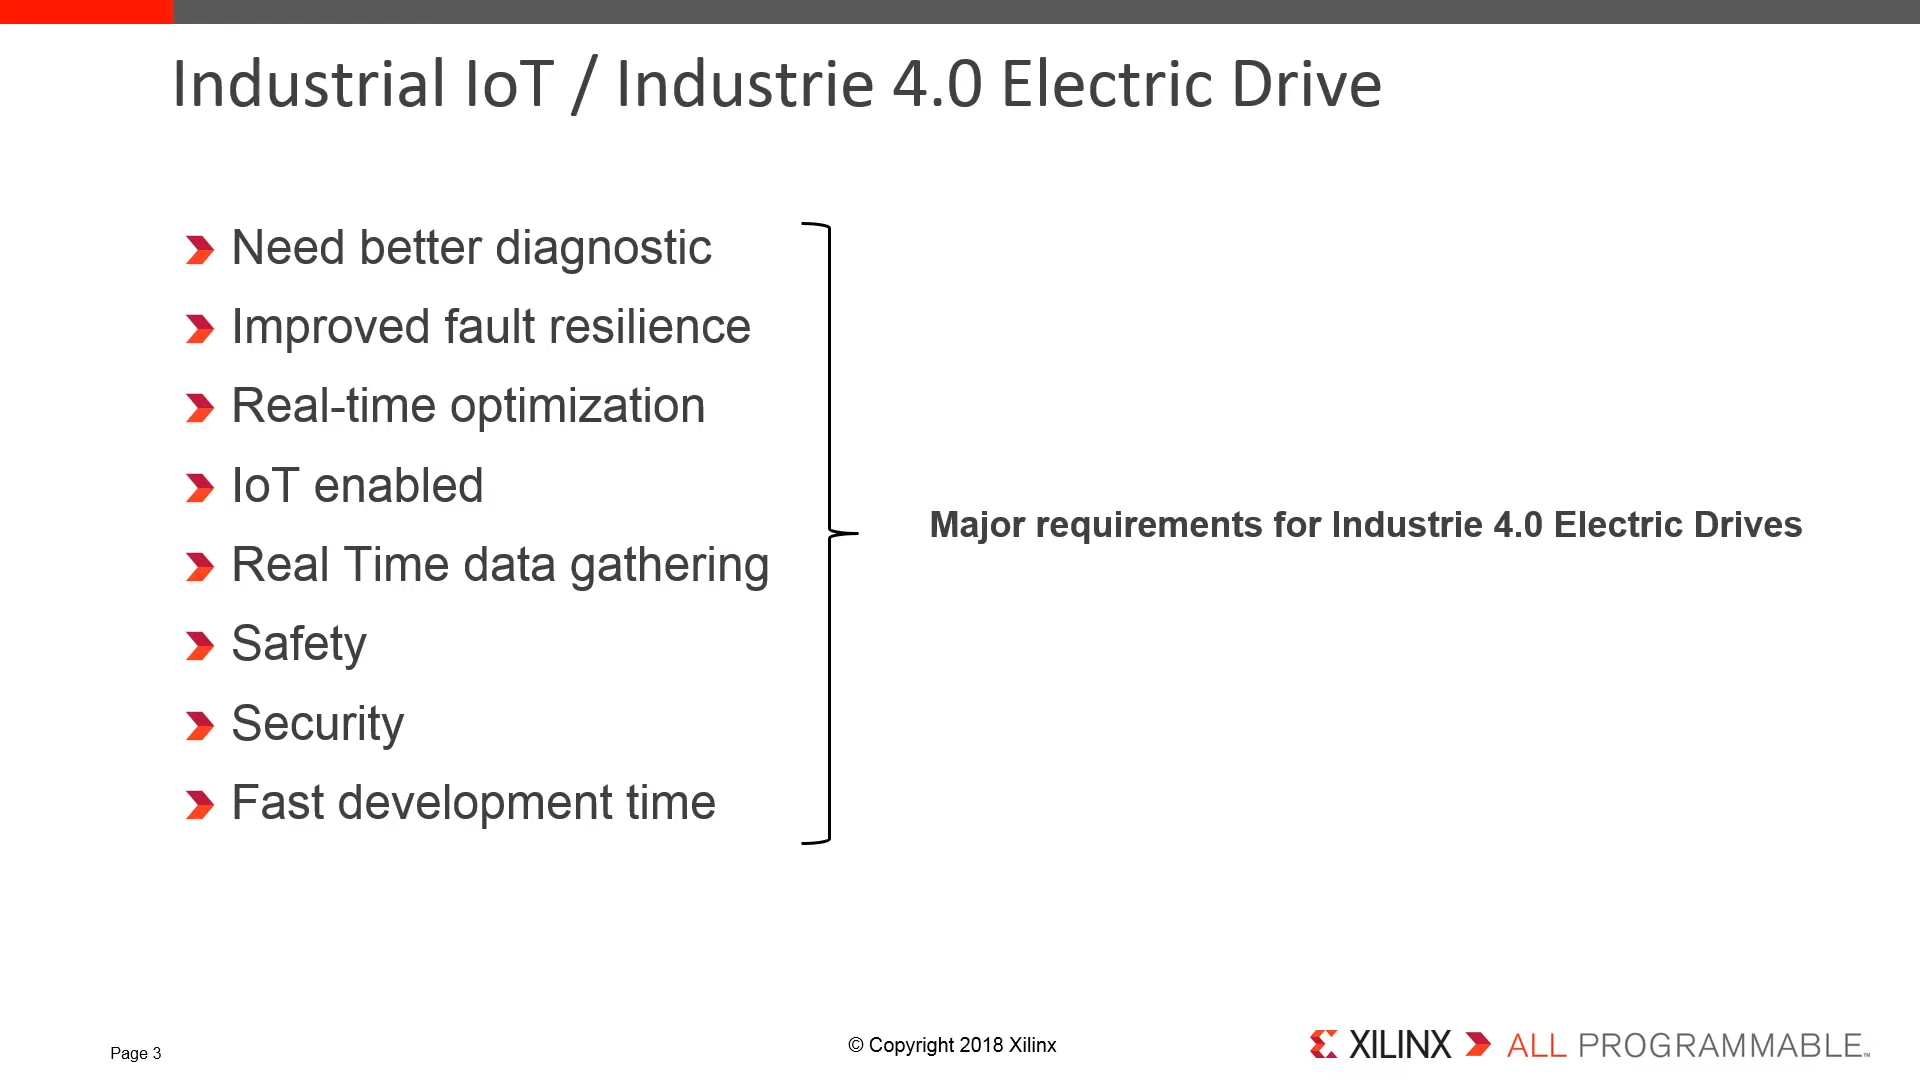 Industrial IoT / Industrie 4.0 Electric Drive
Need better diagnostic
Improved fault resilience
Real-time optimization
IoT enabled
Real Time data gathering
Safety
Security
Fast development time
Major requirements for Industrie 4.0 Electric Drives
Page 3
© Copyright 2018 Xilinx
XILINX ALL PROGRAMMABLE™